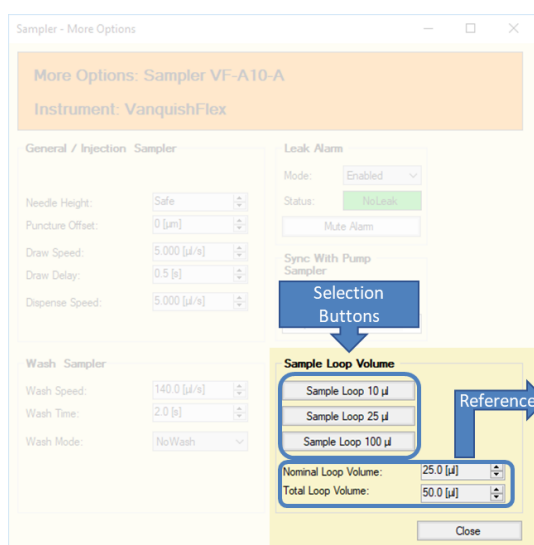 Sampler - More Options
More Options: Sampler VF-A10-A
Instrument: VanquishFlex
General / Injection Sampler
Needle Height: Safe
Puncture Offset: 0 [µm]
Draw Speed: 5.000 [µl/s]
Draw Delay: 0.5 [s]
Dispense Speed: 5.000 [µl/s]
Leak Alarm
Mode: Enabled
Status: NoLeak
Mute Alarm
Sync With Pump
Sampler
Selection
Buttons
Wash Sampler
Wash Speed: 140.0 [µl/s]
Wash Time: 2.0 [s]
Wash Mode: NoWash
Sample Loop Volume
Sample Loop 10 µl
Sample Loop 25 µl
Sample Loop 100 µl
Reference
Nominal Loop Volume: 25.0 [µl]
Total Loop Volume: 50.0 [µl]
Close